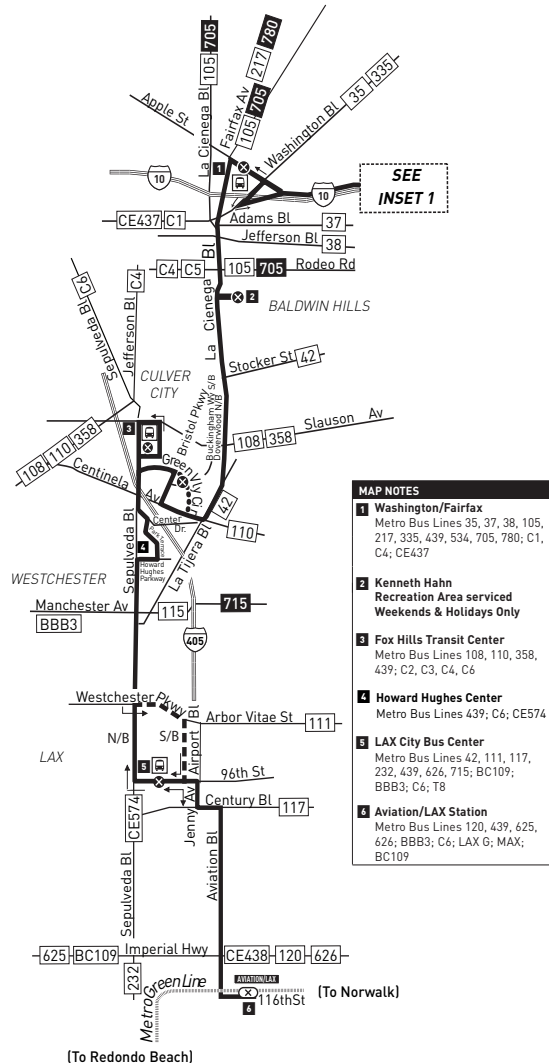 705
105
La Cienega Bl
780
217
Fairfax Av
705
105
335
35
Washington Bl
Apple St
1
10
10
SEE
INSET 1
CE437 C1
Adams Bl
37
Jefferson Bl
38
C4 C5 105 705 Rodeo Rd
C6
Sepulveda Bl
C4
Jefferson Bl
La Cienega Bl
2
BALDWIN HILLS
Stocker St 42
CULVER
CITY
Bristol Pkwy
Buckingham Wy S/B
Doverwood N/B
Slauson Av
108 358
3
108 110 358
Green Vly Ci
Centinela Av
42
110
Center
Dr.
La Tijera Bl
Sepulveda Bl
4
Howard
Hughes
Parkway
WESTCHESTER
Manchester Av
115
715
BBB3
405
Westchester Pkwy
N/B
S/B
Airport Bl
Arbor Vitae St
111
LAX
5
96th St
Century Bl 117
Jenny Av
CE574
Sepulveda Bl
Aviation Bl
625 BC109 Imperial Hwy CE438 120 626
232
AVIATION/LAX
Metro Green Line
116thSt
(To Norwalk)
6
(To Redondo Beach)
MAP NOTES
1 Washington/Fairfax
Metro Bus Lines 35, 37, 38, 105,
217, 335, 439, 534, 705, 780; C1,
C4; CE437
2 Kenneth Hahn
Recreation Area serviced
Weekends & Holidays Only
3 Fox Hills Transit Center
Metro Bus Lines 108, 110, 358,
439; C2, C3, C4, C6
4 Howard Hughes Center
Metro Bus Lines 439; C6; CE574
5 LAX City Bus Center
Metro Bus Lines 42, 111, 117,
232, 439, 626, 715; BC109;
BBB3; C6; T8
6 Aviation/LAX Station
Metro Bus Lines 120, 439, 625,
626; BBB3; C6; LAX G; MAX;
BC109